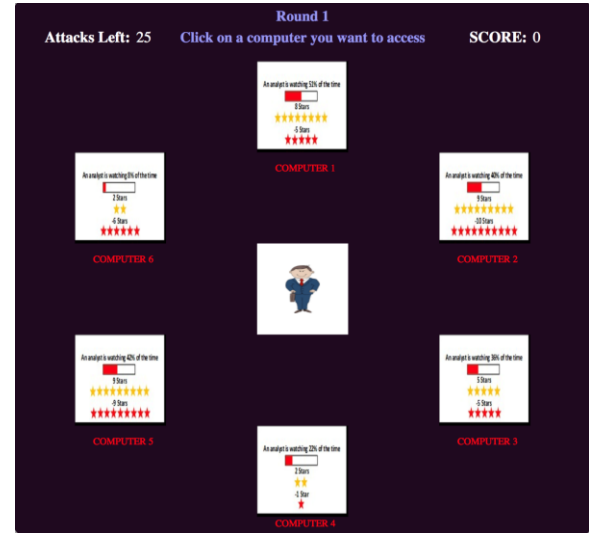 Round 1
Attacks Left: 25
Click on a computer you want to access
SCORE: 0
An analyst is watching 51% of the time
8 Stars
-5 Stars
COMPUTER 1
An analyst is watching 8% of the time
2 Stars
-6 Stars
COMPUTER 6
An analyst is watching 40% of the time
9 Stars
-10 Stars
COMPUTER 2
An analyst is watching 42% of the time
9 Stars
-9 Stars
COMPUTER 5
An analyst is watching 36% of the time
5 Stars
-5 Stars
COMPUTER 3
An analyst is watching 22% of the time
2 Stars
-1 Star
COMPUTER 4